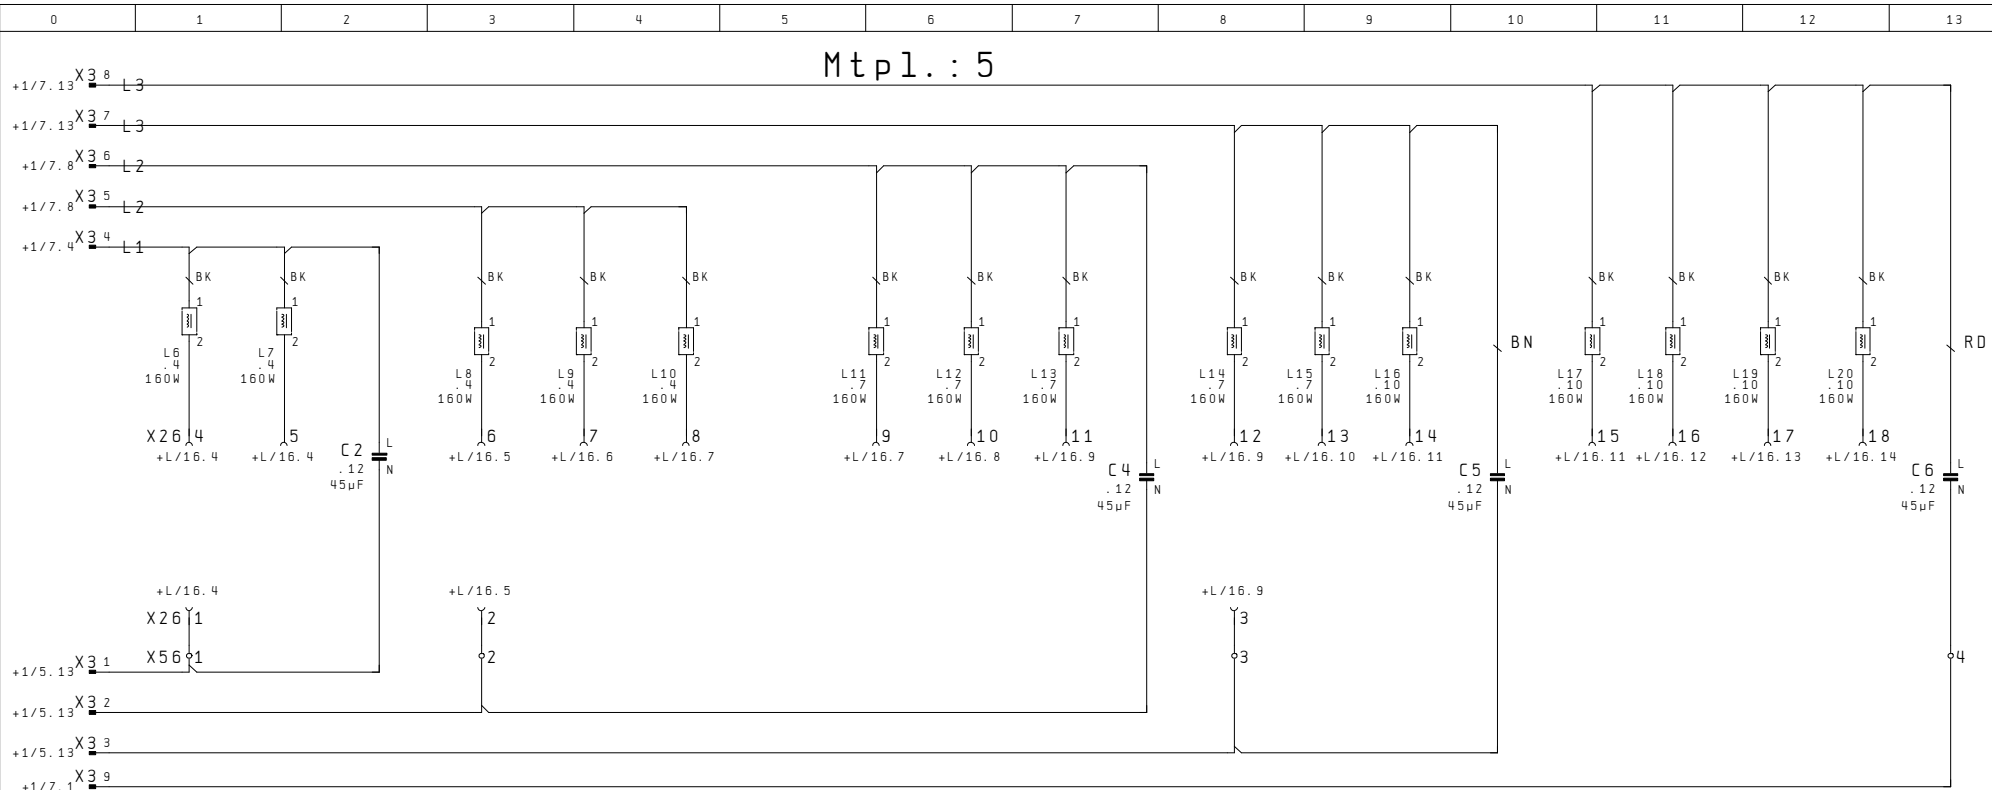 0 1 2 3 4 5 6 7 8 9 10 11 12 13
Mtpl.:5
+1/7.13 X3 8 L3
+1/7.13 X3 7 L3
+1/7.8 X3 6 L2
+1/7.8 X3 5 L2
+1/7.4 X3 4 L1
BK BK BK BK BK BK BK BK BK BK BK BK BK BK BK
1 1
1 1 1 1 1 1 1 1 1 1 1 1 1
2 2
BN RD
L6 L7
.4 .4
160W 160W
2 2 2 2 2 2 2 2 2 2 2 2 2
L8 L9 L10 L11 L12 L13 L14 L15 L16 L17 L18 L19 L20
.4 .4 .4 .7 .7 .7 .7 .7 .10 .10 .10 .10 .10
160W 160W 160W 160W 160W 160W 160W 160W 160W 160W 160W 160W 160W
X26 4 5 6 7 8 9 10 11 12 13 14 15 16 17 18
+L/16.4 +L/16.4 +L/16.5 +L/16.6 +L/16.7 +L/16.7 +L/16.8 +L/16.9 +L/16.9 +L/16.10 +L/16.11 +L/16.11 +L/16.12 +L/16.13 +L/16.14
C2 L
.12 N
45µF
C4 L C5 L C6 L
.12 N .12 N .12 N
45µF 45µF 45µF
+L/16.4 +L/16.5 +L/16.9
X26 1 2 3
X56 1 2 3 4
+1/5.13 X3 1
+1/5.13 X3 2
+1/5.13 X3 3
+1/7.1 X3 9